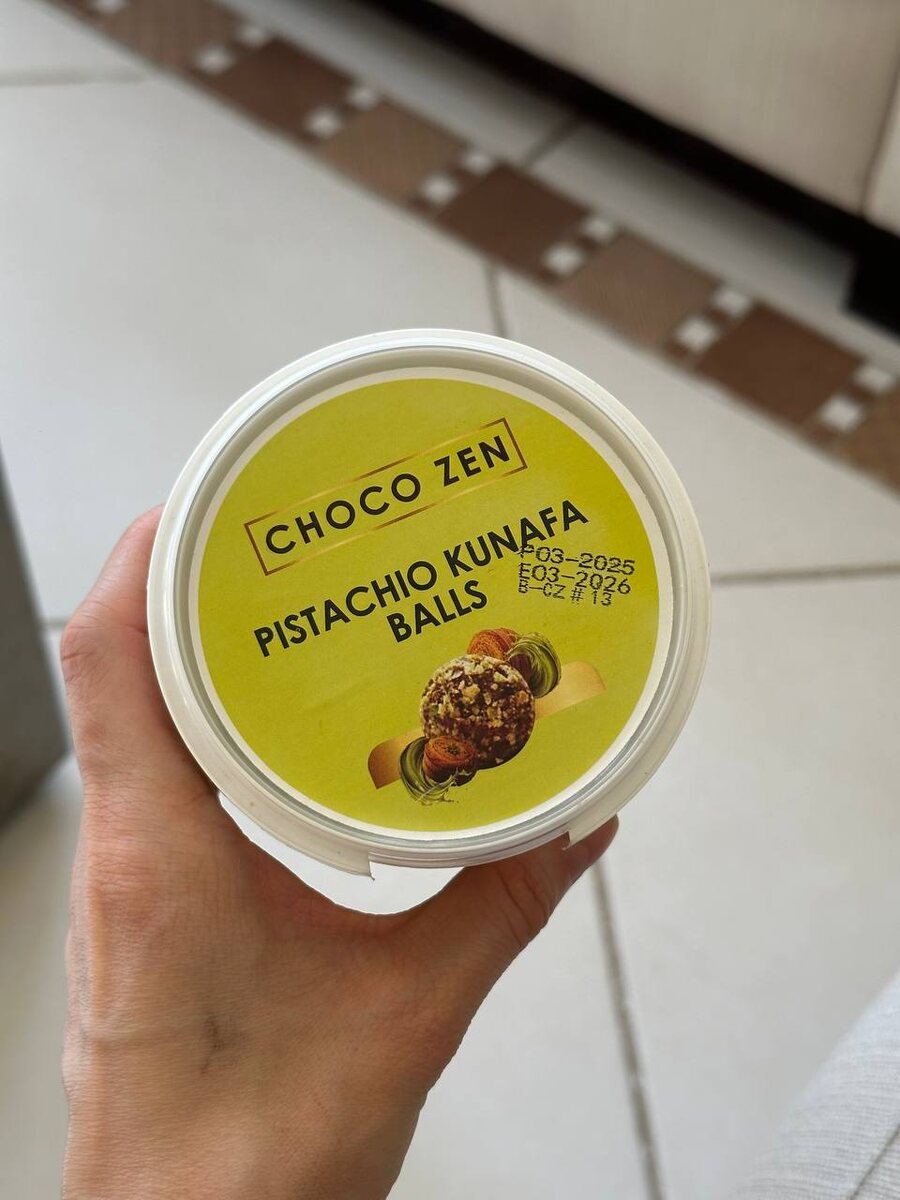 CHOCO ZEN
PISTACHIO KUNAFA
BALLS
P03-2025
E03-2026
B-CZ # 13